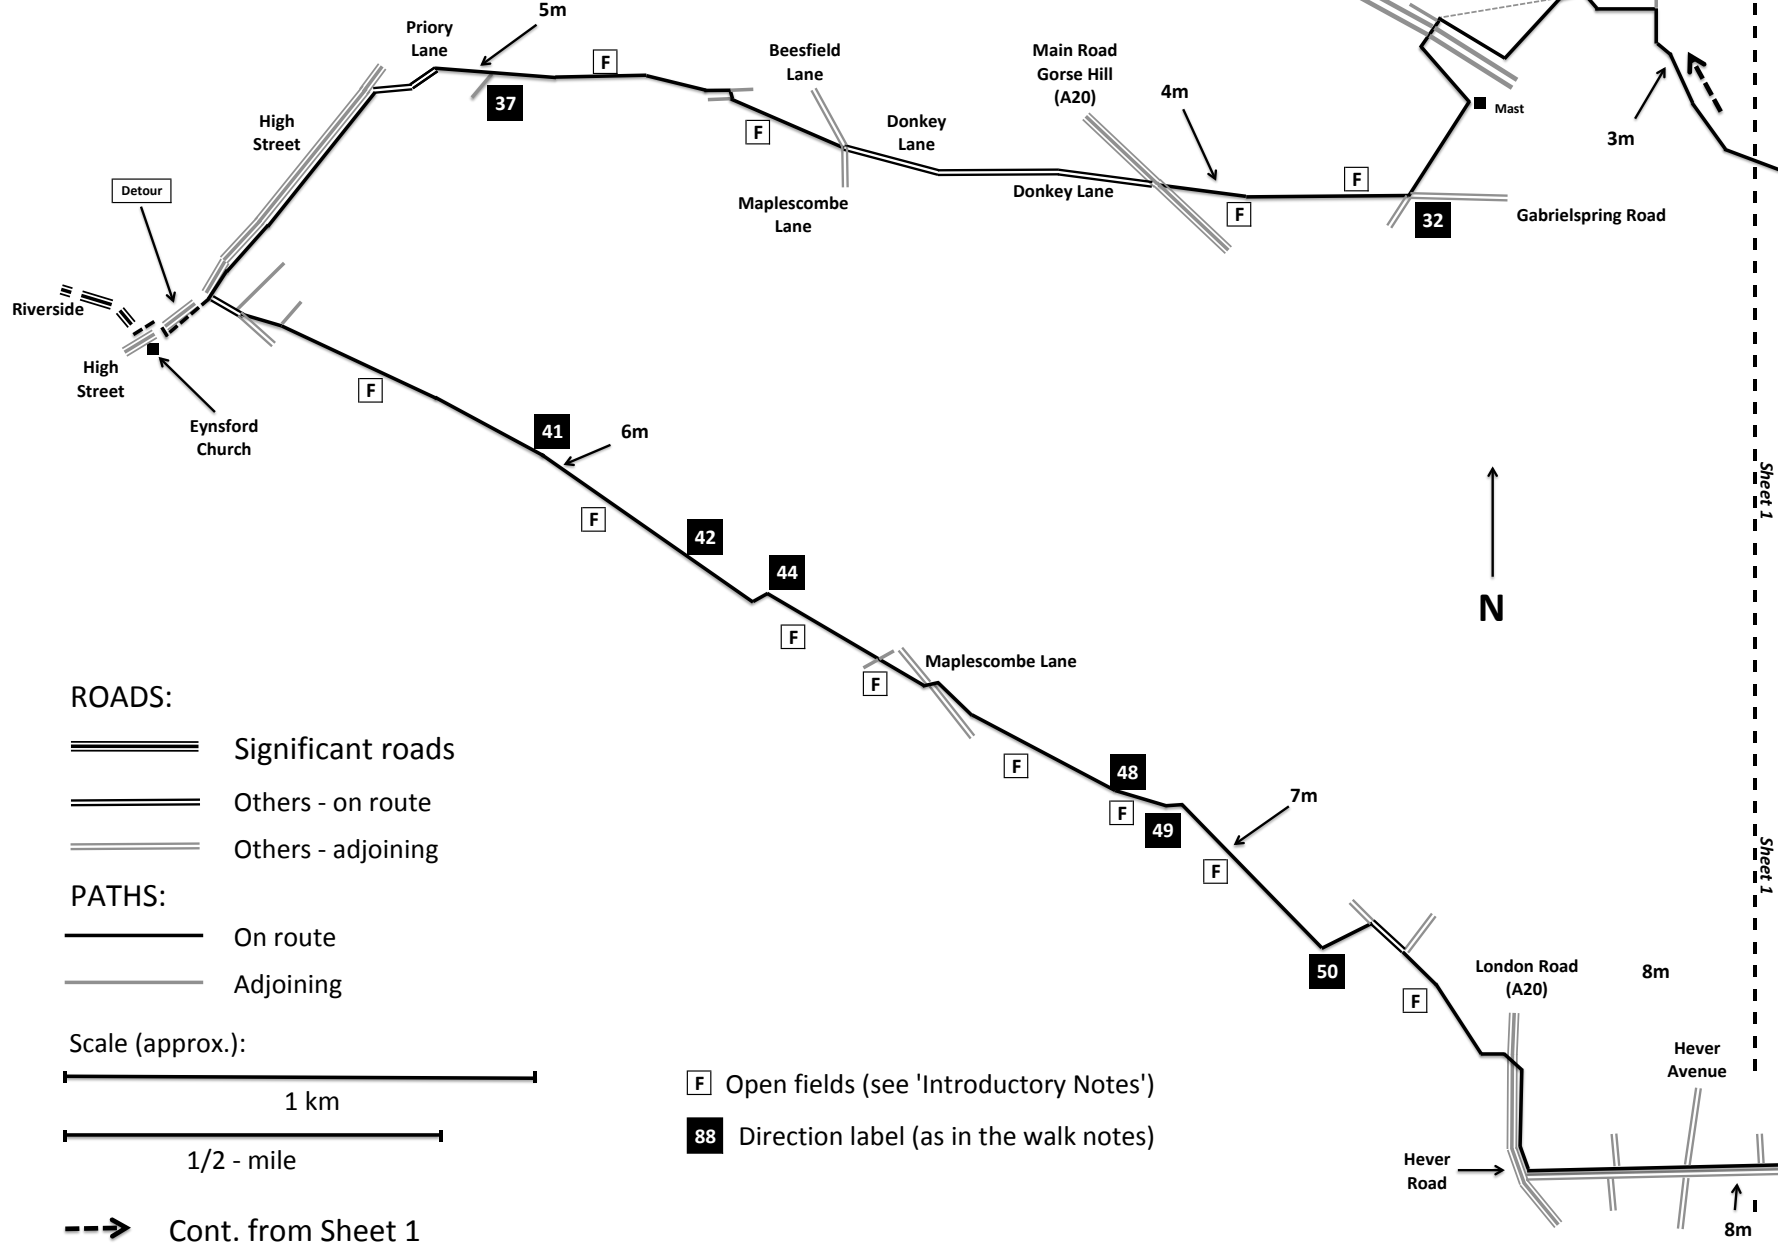 5m
Priory
Lane
F
37
High
Street
Beesfield
Lane
F
Donkey
Lane
Maplescombe
Lane
Main Road
Gorse Hill
(A20)
4m
Donkey Lane
F
F
32
Gabrielspring Road
Mast
3m
Detour
Riverside
High
Street
Eynsford
Church
F
41
6m
F
42
44
F
F
Maplescombe Lane
F
48
F
49
7m
F
50
F
N
Sheet 1
Sheet 1
London Road
(A20)
8m
Hever
Avenue
Hever
Road
8m
ROADS:
Significant roads
Others - on route
Others - adjoining
PATHS:
On route
Adjoining
Scale (approx.):
1 km
1/2 - mile
Cont. from Sheet 1
F Open fields (see 'Introductory Notes')
88 Direction label (as in the walk notes)